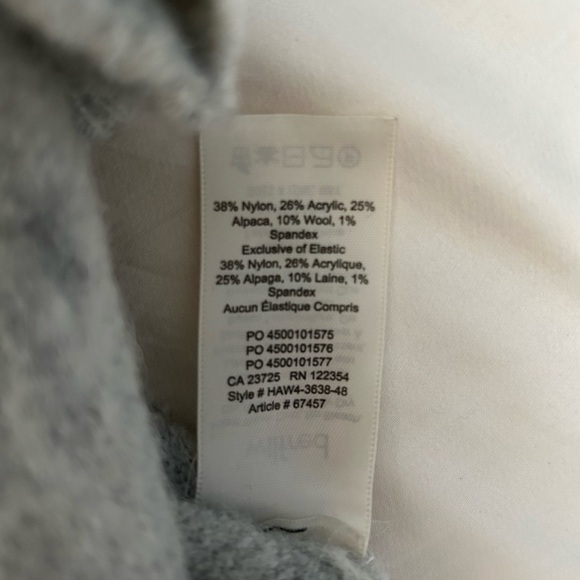 38% Nylon, 26% Acrylic, 25%
Alpaca, 10% Wool, 1%
Spandex
Exclusive of Elastic
38% Nylon, 26% Acrylique,
25% Alpaga, 10% Laine, 1%
Spandex
Aucun Élastique Compris
PO 4500101575
PO 4500101576
PO 4500101577
CA 23725 RN 122354
Style # HAW4-3638-48
Article # 67457
wilfred